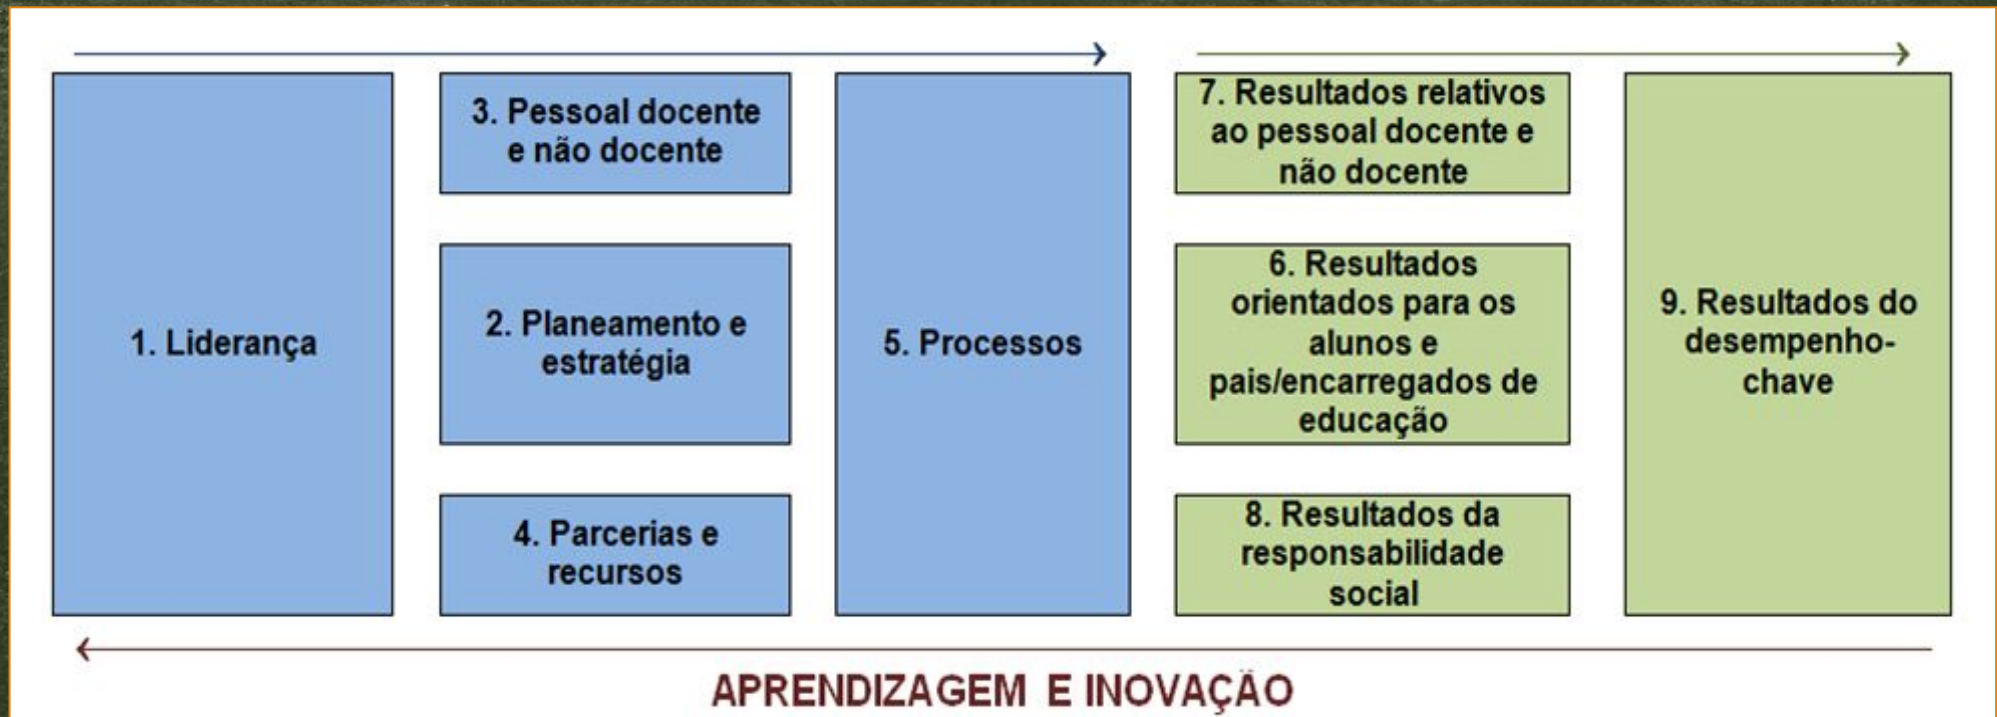 1. Liderança
3. Pessoal docente
e não docente
2. Planeamento e
estratégia
4. Parcerias e
recursos
5. Processos
7. Resultados relativos
ao pessoal docente e
não docente
6. Resultados
orientados para os
alunos e
pais/encarregados de
educação
8. Resultados da
responsabilidade
social
9. Resultados do
desempenho-
chave
APRENDIZAGEM E INOVAÇÃO